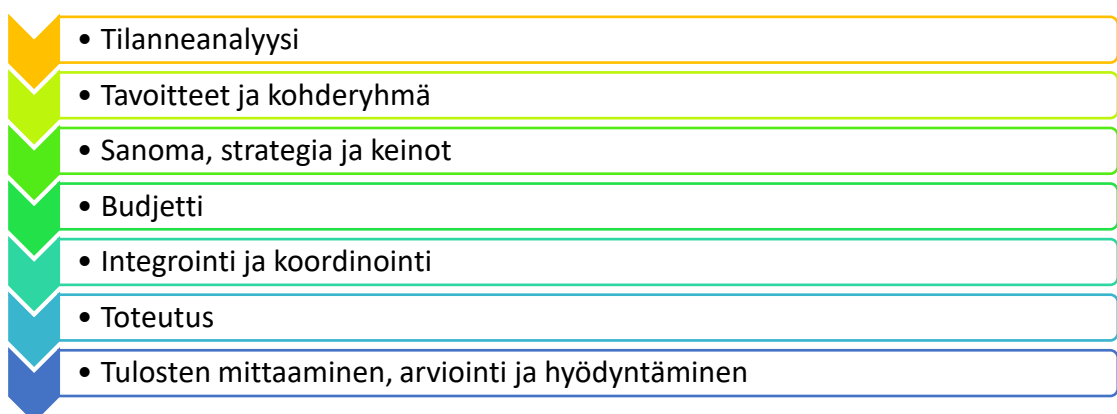 • Tilanneanalyysi
• Tavoitteet ja kohderyhmä
• Sanoma, strategia ja keinot
• Budjetti
• Integrointi ja koordinointi
• Toteutus
• Tulosten mittaaminen, arviointi ja hyödyntäminen